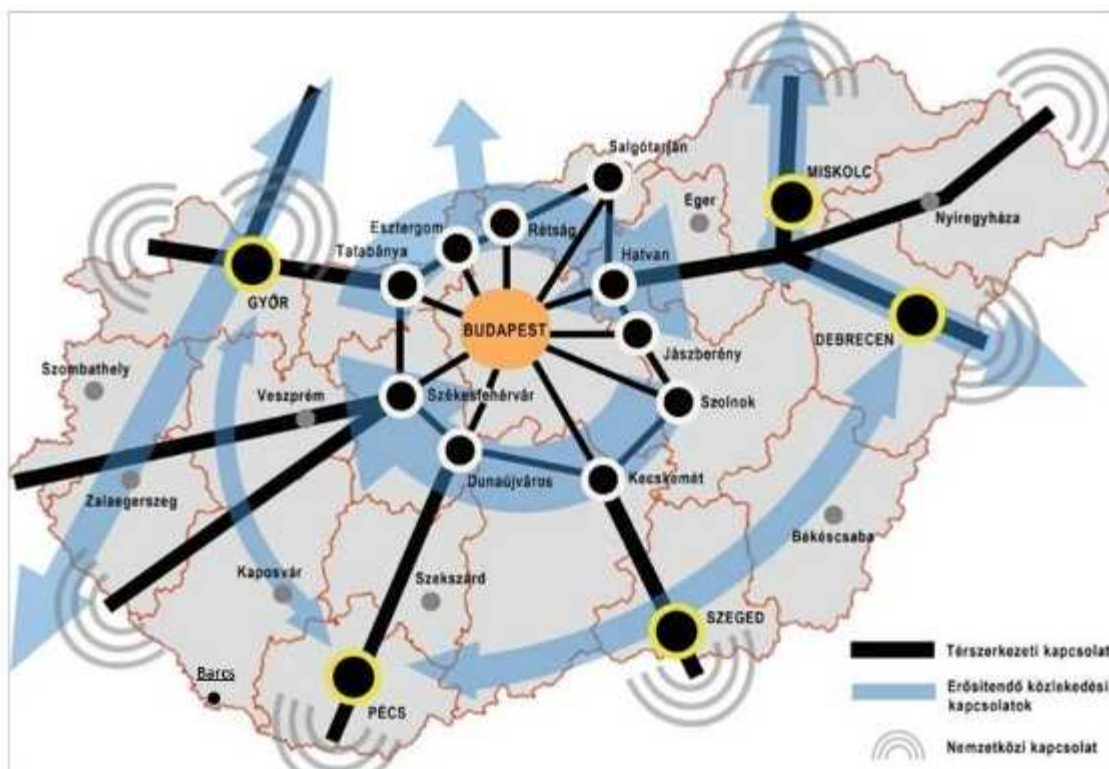 Salgótarján
MISKOLC
Eger
Nyíregyháza
Esztergom
Rétság
Tatabánya
Hatvan
GYŐR
BUDAPEST
DEBRECEN
Jászberény
Szombathely
Veszprém
Székesfehérvár
Szolnok
Zalaegerszeg
Dunaújváros
Kecskemét
Békéscsaba
Kaposvár
Szekszárd
SZEGED
Barcs
PÉCS
Térszerkezeti kapcsolat
Erősítendő közlekedési
kapcsolatok
Nemzetközi kapcsolat